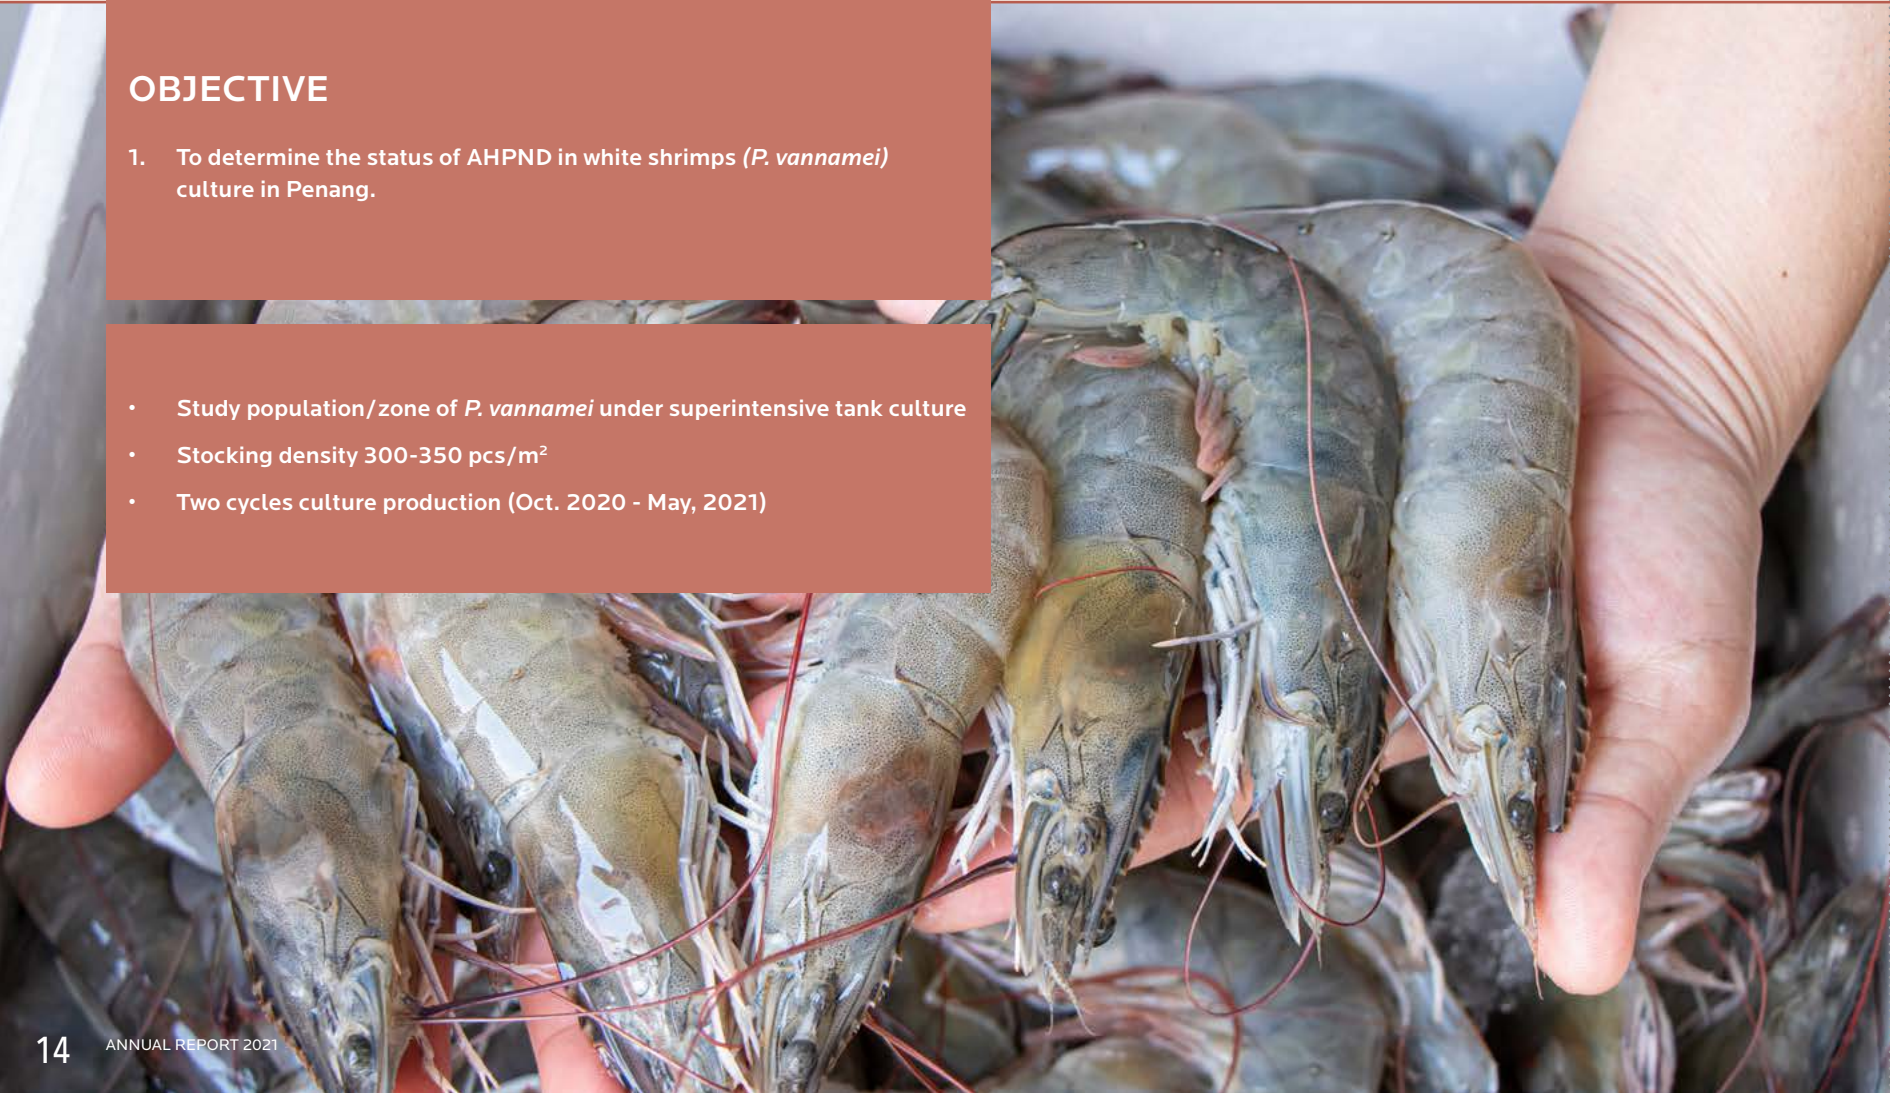 OBJECTIVE
1. To determine the status of AHPND in white shrimps (P. vannamei)
culture in Penang.
• Study population/zone of P. vannamei under superintensive tank culture
• Stocking density 300-350 pcs/m²
• Two cycles culture production (Oct. 2020 - May, 2021)
14 ANNUAL REPORT 2021